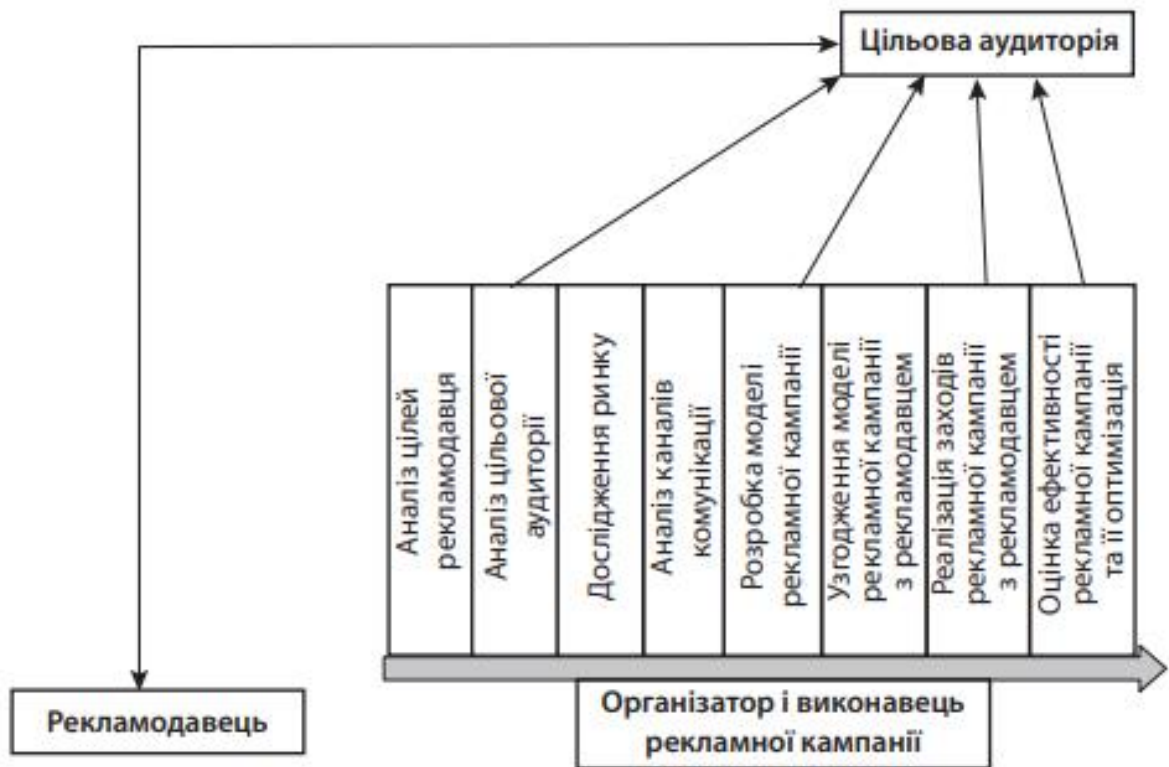 Цільова аудиторія
Аналіз цілей
рекламодавця
Аналіз цільової
аудиторії
Дослідження ринку
Аналіз каналів
комунікації
Розробка моделі
рекламної кампанії
Узгодження моделі
рекламної кампанії
з рекламодавцем
Реалізація заходів
рекламної кампанії
з рекламодавцем
Оцінка ефективності
рекламної кампанії
та її оптимізація
Рекламодавець
Організатор і виконавець
рекламної кампанії